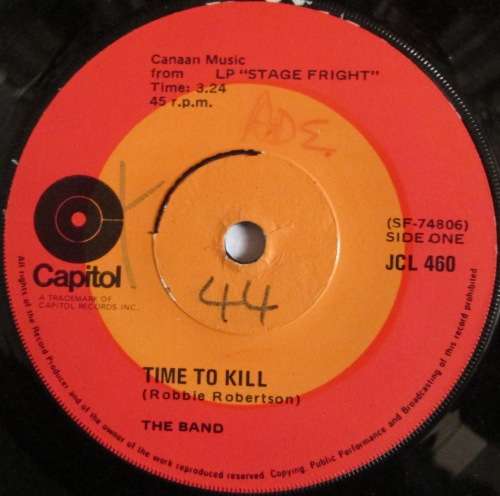 Canaan Music
from LP "STAGE FRIGHT"
Time: 3.24
45 r.p.m.
ADE.
(SF-74806)
SIDE ONE
JCL 460
Capitol
A TRADEMARK OF
CAPITOL RECORDS INC.
44
TIME TO KILL
(Robbie Robertson)
THE BAND
All rights of the Record Producer and of the owner of the work reproduced reserved. Copying, Public Performance and Broadcasting of this record prohibited